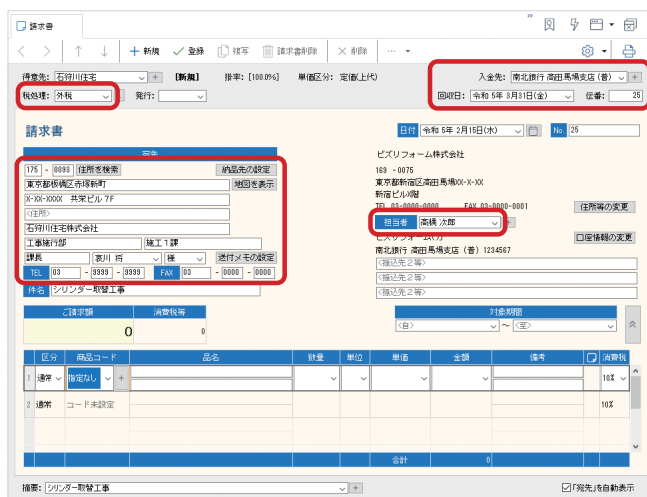 請求書
新規 登録 複写 請求書削除 削除 …
得意先: 石狩川住宅 [新規] 掛率: [100.0%] 単価区分: 定価(上代) 入金先: 南北銀行 高田馬場支店 (普)
税処理: 外税 発行: 回収日: 令和 5年 3月31日(金) 伝番: 25
請求書 日付 令和 5年 2月15日(水) No. 25
宛先 ビズリフォーム株式会社
175 - 0093 住所を検索 納品先の設定 169 -0075
東京都板橋区赤塚新町 地図を表示 東京都新宿区高田馬場XX-X-XX
X-XX-XXXX 共栄ビル 7F 新宿ビルX階
<住所> TEL 03-0000-0000 FAX 03-0000-0001 住所等の変更
石狩川住宅株式会社 担当者 高橋 次郎
工事施行部 施工1課 口座情報の変更
課長 哀川 将 様 送付メモの設定 南北銀行 高田馬場支店 (普) 1234567
TEL 03 - 9999 - 9999 FAX 03 - 0000 - 0000 <振込先2等>
件名 シリンダー取替工事 <振込先2等>
<振込先2等>
ご請求額 消費税等 対象期間
0 0 <自> ～ <至>
区分 商品コード 品名 数量 単位 単価 金額 備考 消費税
1 通常 指定なし 10%
2 通常 コード未設定 10%
合計 0
摘要: シリンダー取替工事 「宛先」を自動表示